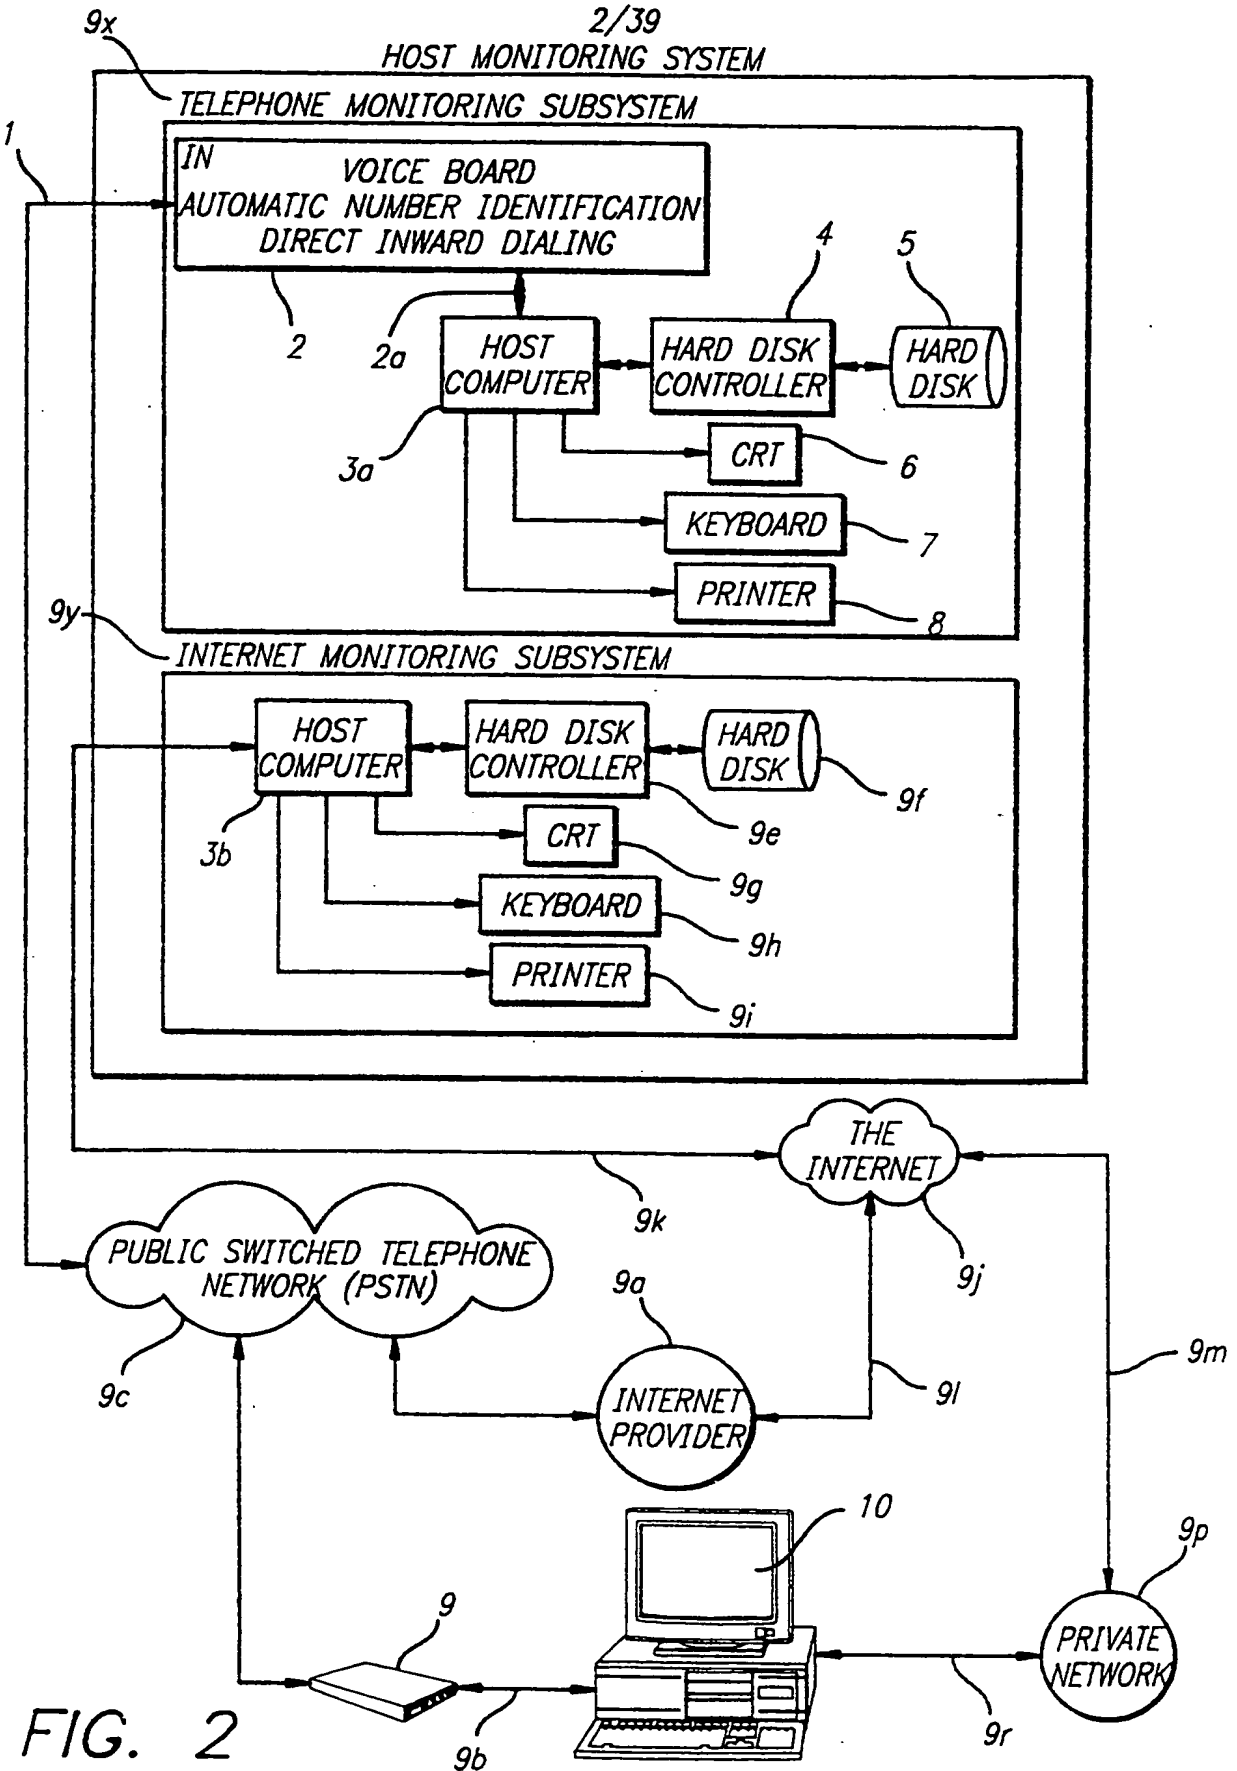 2/39
9x
HOST MONITORING SYSTEM
TELEPHONE MONITORING SUBSYSTEM
1
IN
VOICE BOARD
AUTOMATIC NUMBER IDENTIFICATION
DIRECT INWARD DIALING
2
2a
4
5
HOST
COMPUTER
HARD DISK
CONTROLLER
HARD
DISK
3a
CRT
6
KEYBOARD
7
PRINTER
8
9y
INTERNET MONITORING SUBSYSTEM
HOST
COMPUTER
HARD DISK
CONTROLLER
HARD
DISK
9f
3b
9e
CRT
9g
KEYBOARD
9h
PRINTER
9i
THE
INTERNET
9k
9j
PUBLIC SWITCHED TELEPHONE
NETWORK (PSTN)
9c
9a
INTERNET
PROVIDER
9l
9m
10
9p
PRIVATE
NETWORK
9
9b
9r
FIG. 2